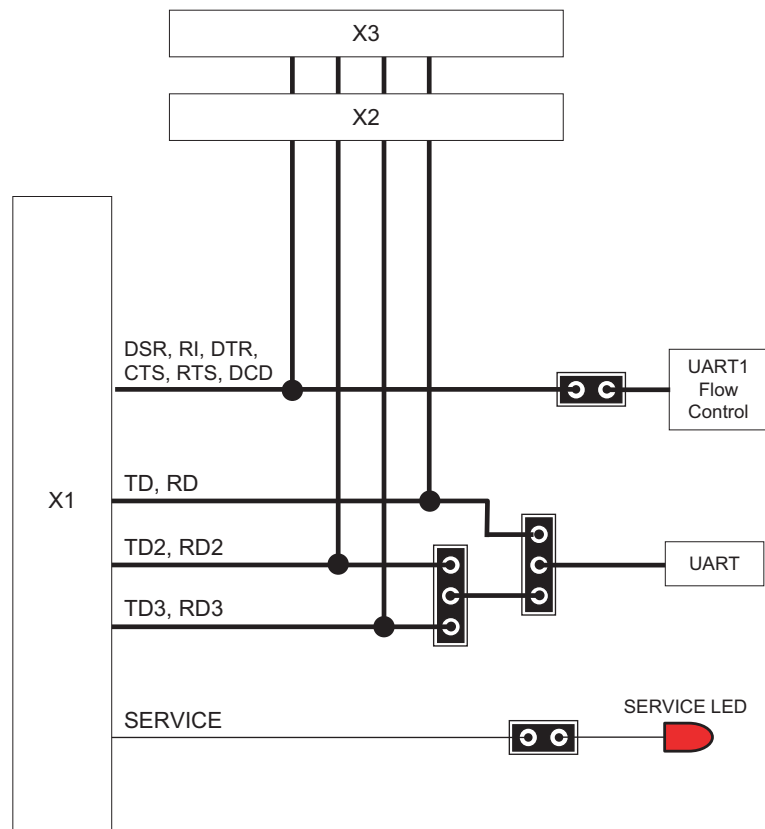 X3
X2
DSR, RI, DTR,
CTS, RTS, DCD
UART1
Flow
Control
X1
TD, RD
TD2, RD2
UART
TD3, RD3
SERVICE
SERVICE LED